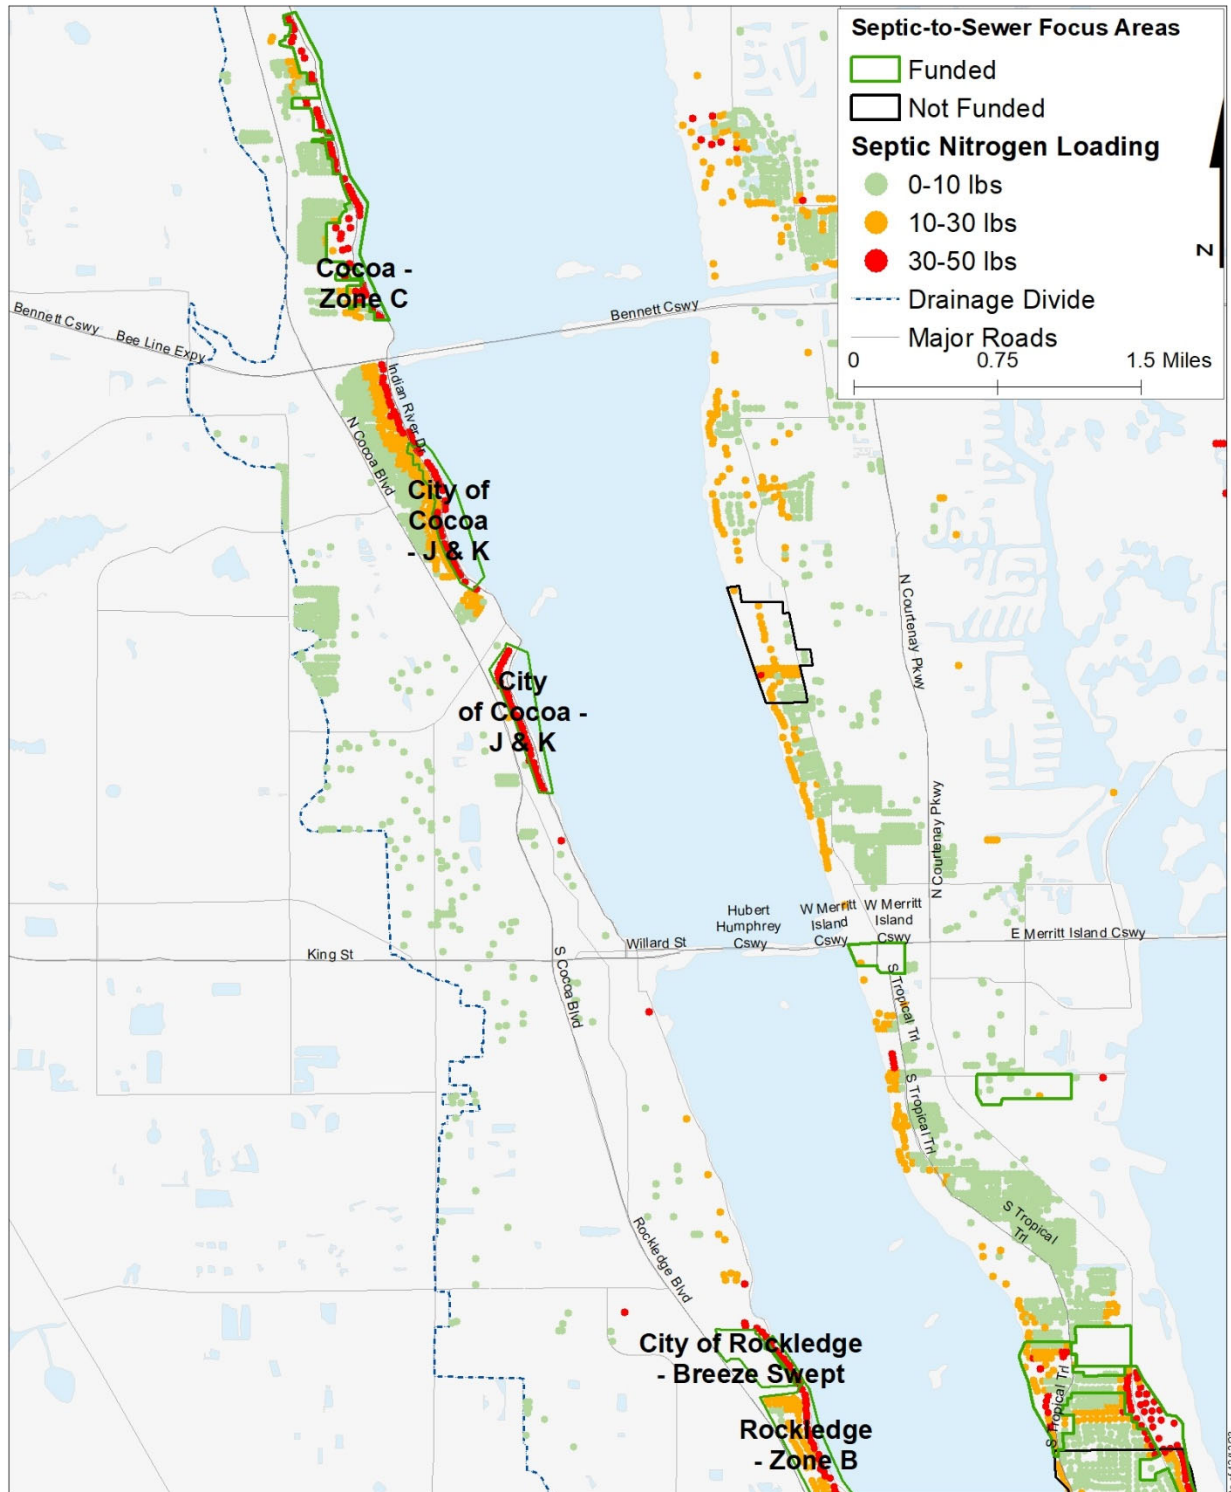 Septic-to-Sewer Focus Areas
Funded
Not Funded
Septic Nitrogen Loading
0-10 lbs
10-30 lbs
30-50 lbs
Drainage Divide
Major Roads
0 0.75 1.5 Miles
N
Cocoa -
Zone C
Bennett Cswy
Bee Line Expy
Bennett Cswy
Indian River Dr
N Cocoa Blvd
City of
Cocoa
- J & K
N Courtenay Pkwy
City
of Cocoa -
J & K
N Courtenay Pkwy
Hubert
Humphrey
Cswy
W Merritt
Island
Cswy
W Merritt
Island
Cswy
E Merritt Island Cswy
Willard St
King St
S Cocoa Blvd
S Tropical Trl
S Tropical Trl
S Tropical
Trl
Rockledge Blvd
City of Rockledge
- Breeze Swept
S Tropical Trl
Rockledge
- Zone B